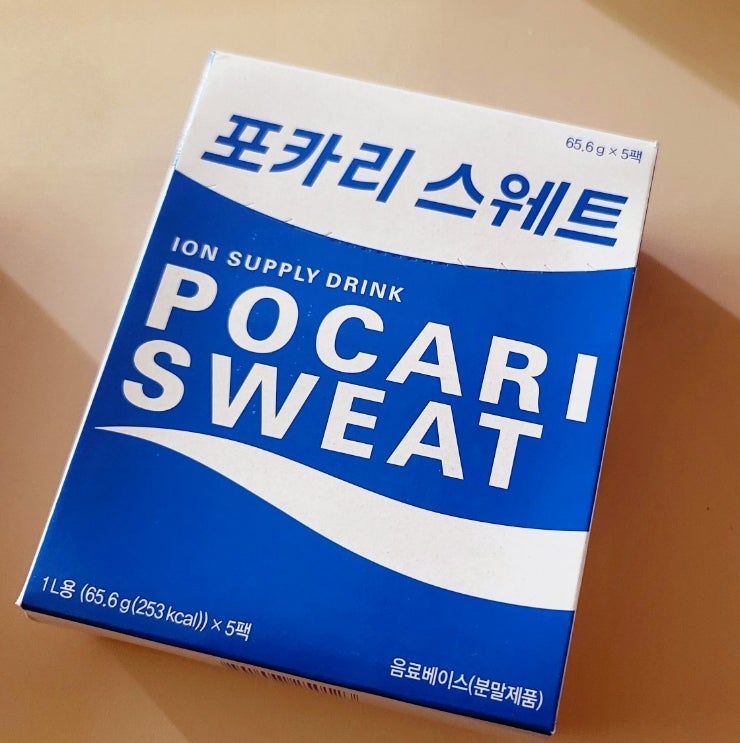 65.6 g × 5팩
포카리 스웨트
ION SUPPLY DRINK
POCARI
SWEAT
1 L용 (65.6 g(253 kcal)) × 5팩
음료베이스(분말제품)